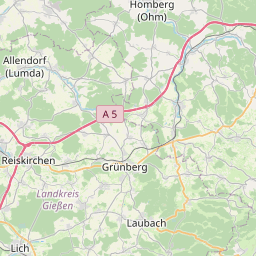 Homberg
(Ohm)
Allendorf
(Lumda)
A 5
Reiskirchen
Grünberg
Landkreis
Gießen
Laubach
Lich